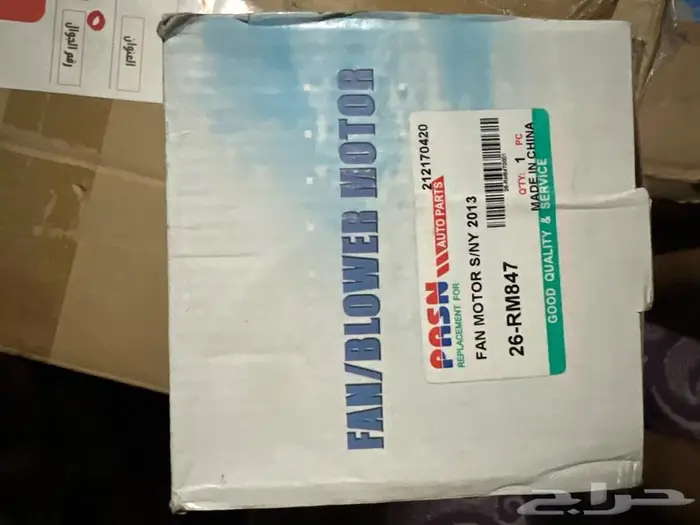 العنوان
رقم الجوال
FAN/BLOWER MOTOR
PASN AUTO PARTS
212170420
REPLACEMENT FOR
FAN MOTOR S/NY 2013
26-RM847
QTY: 1 PC
MADE IN CHINA
GOOD QUALITY & SERVICE
حراج